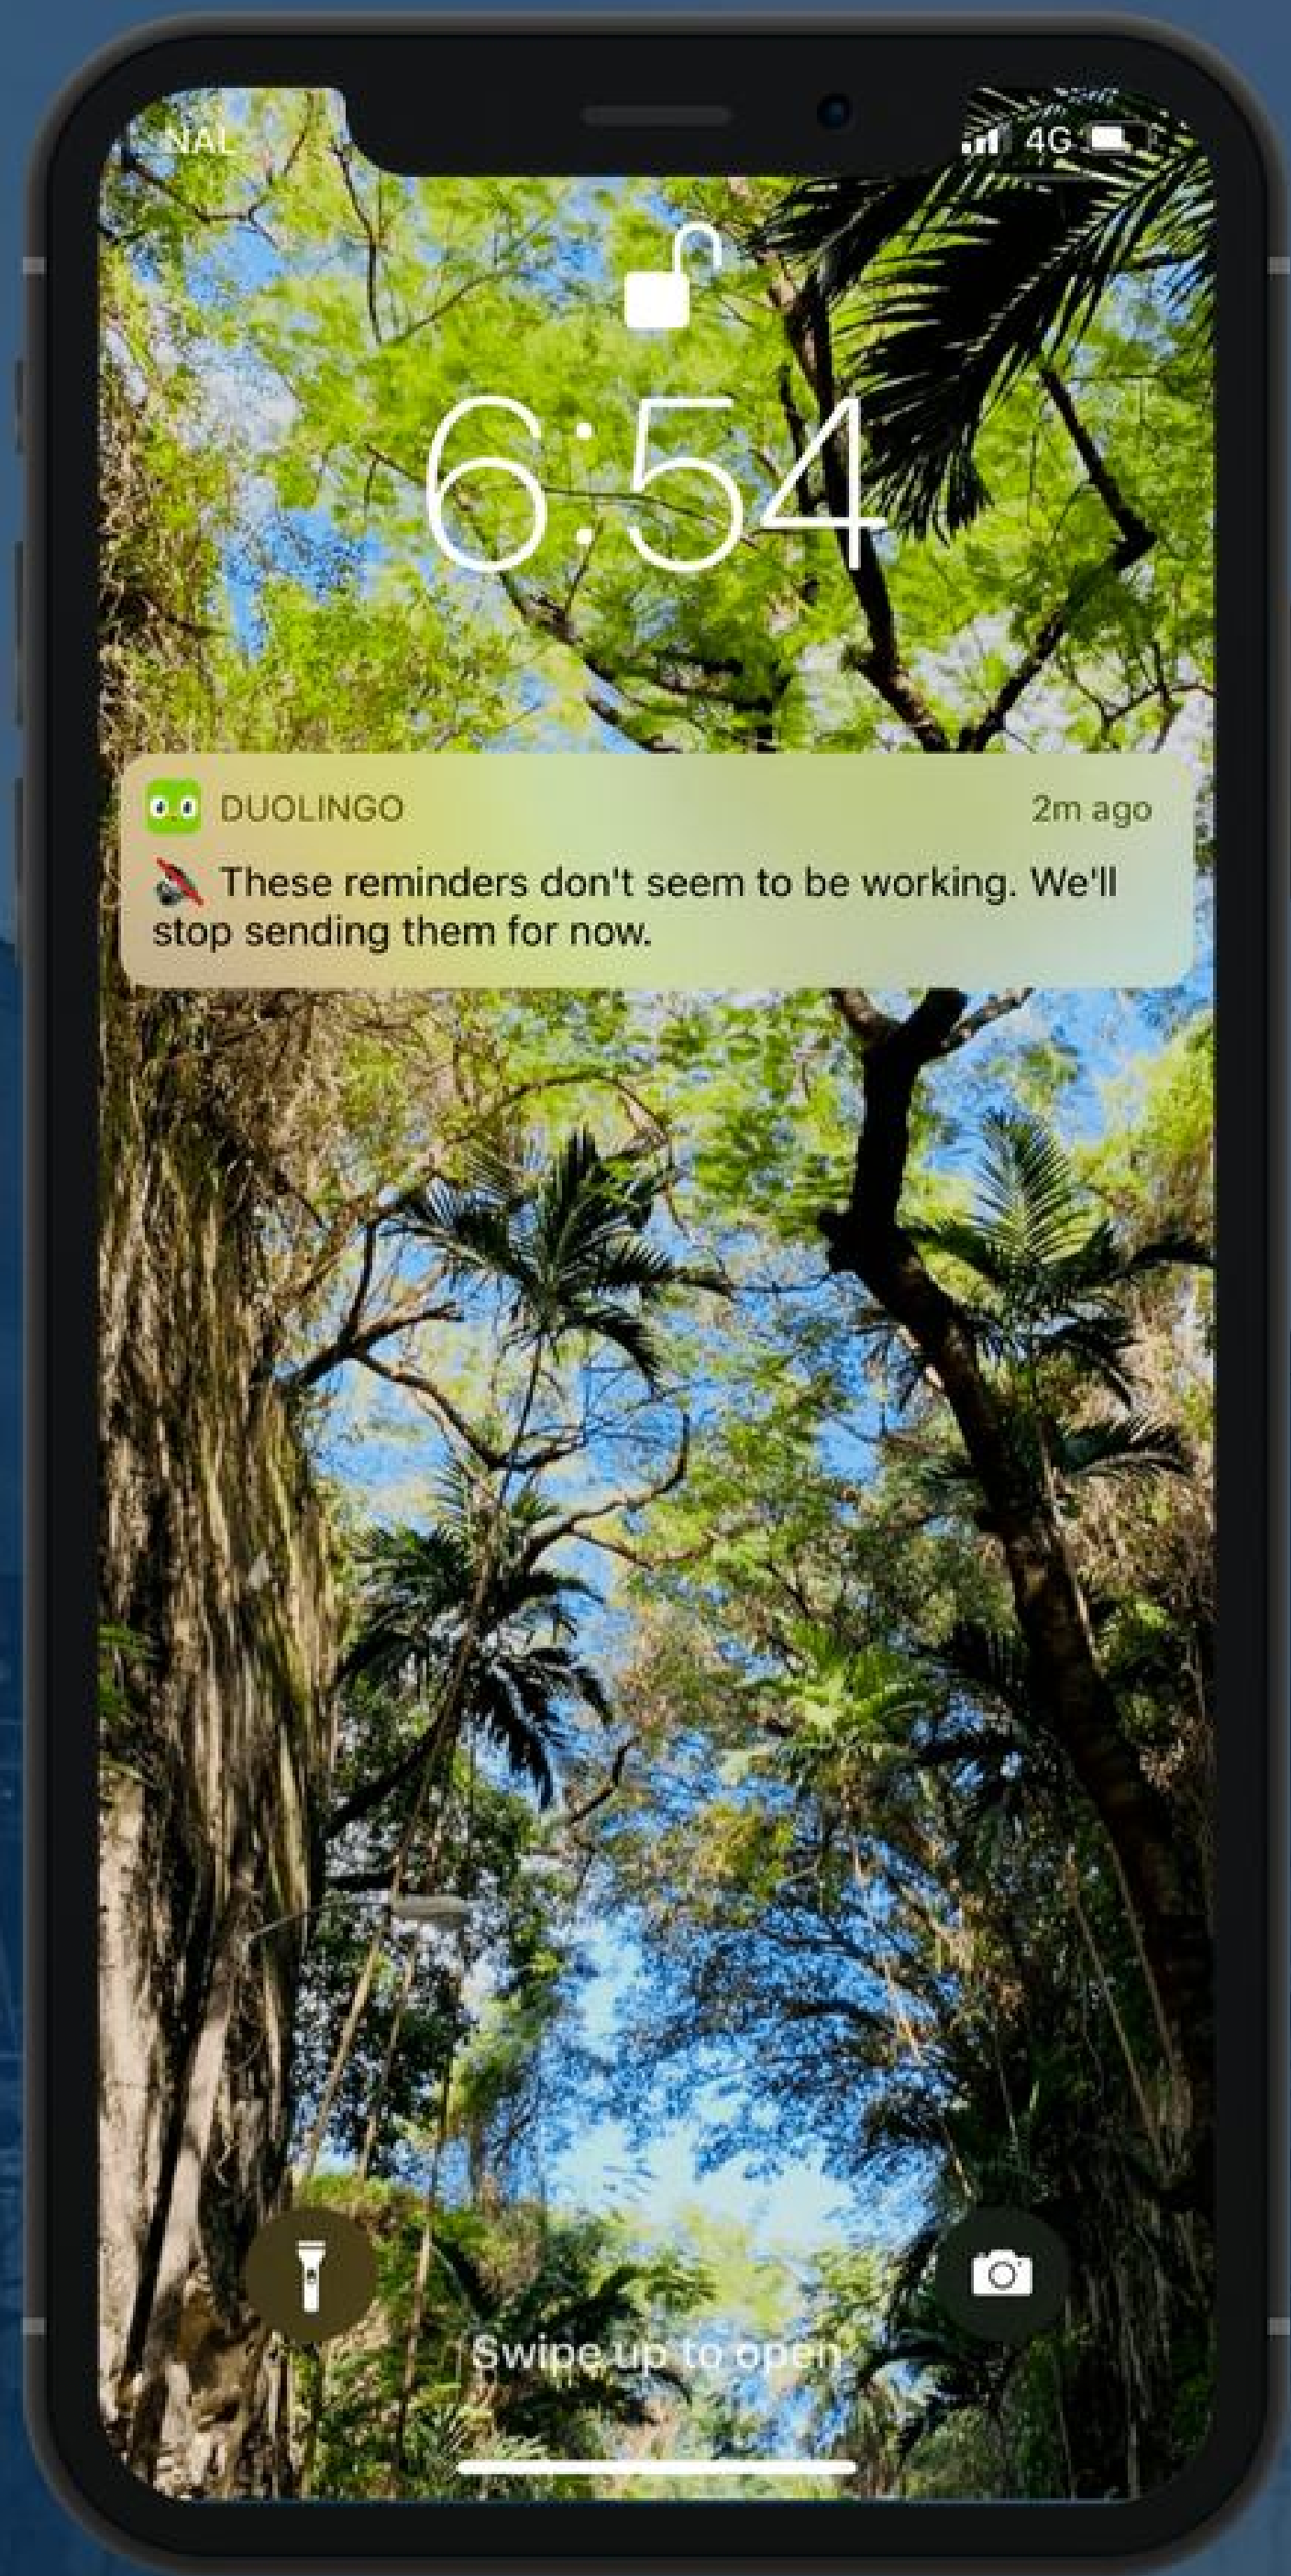 NAL
4G
6:54
DUOLINGO 2m ago
These reminders don't seem to be working. We'll
stop sending them for now.
Swipe up to open